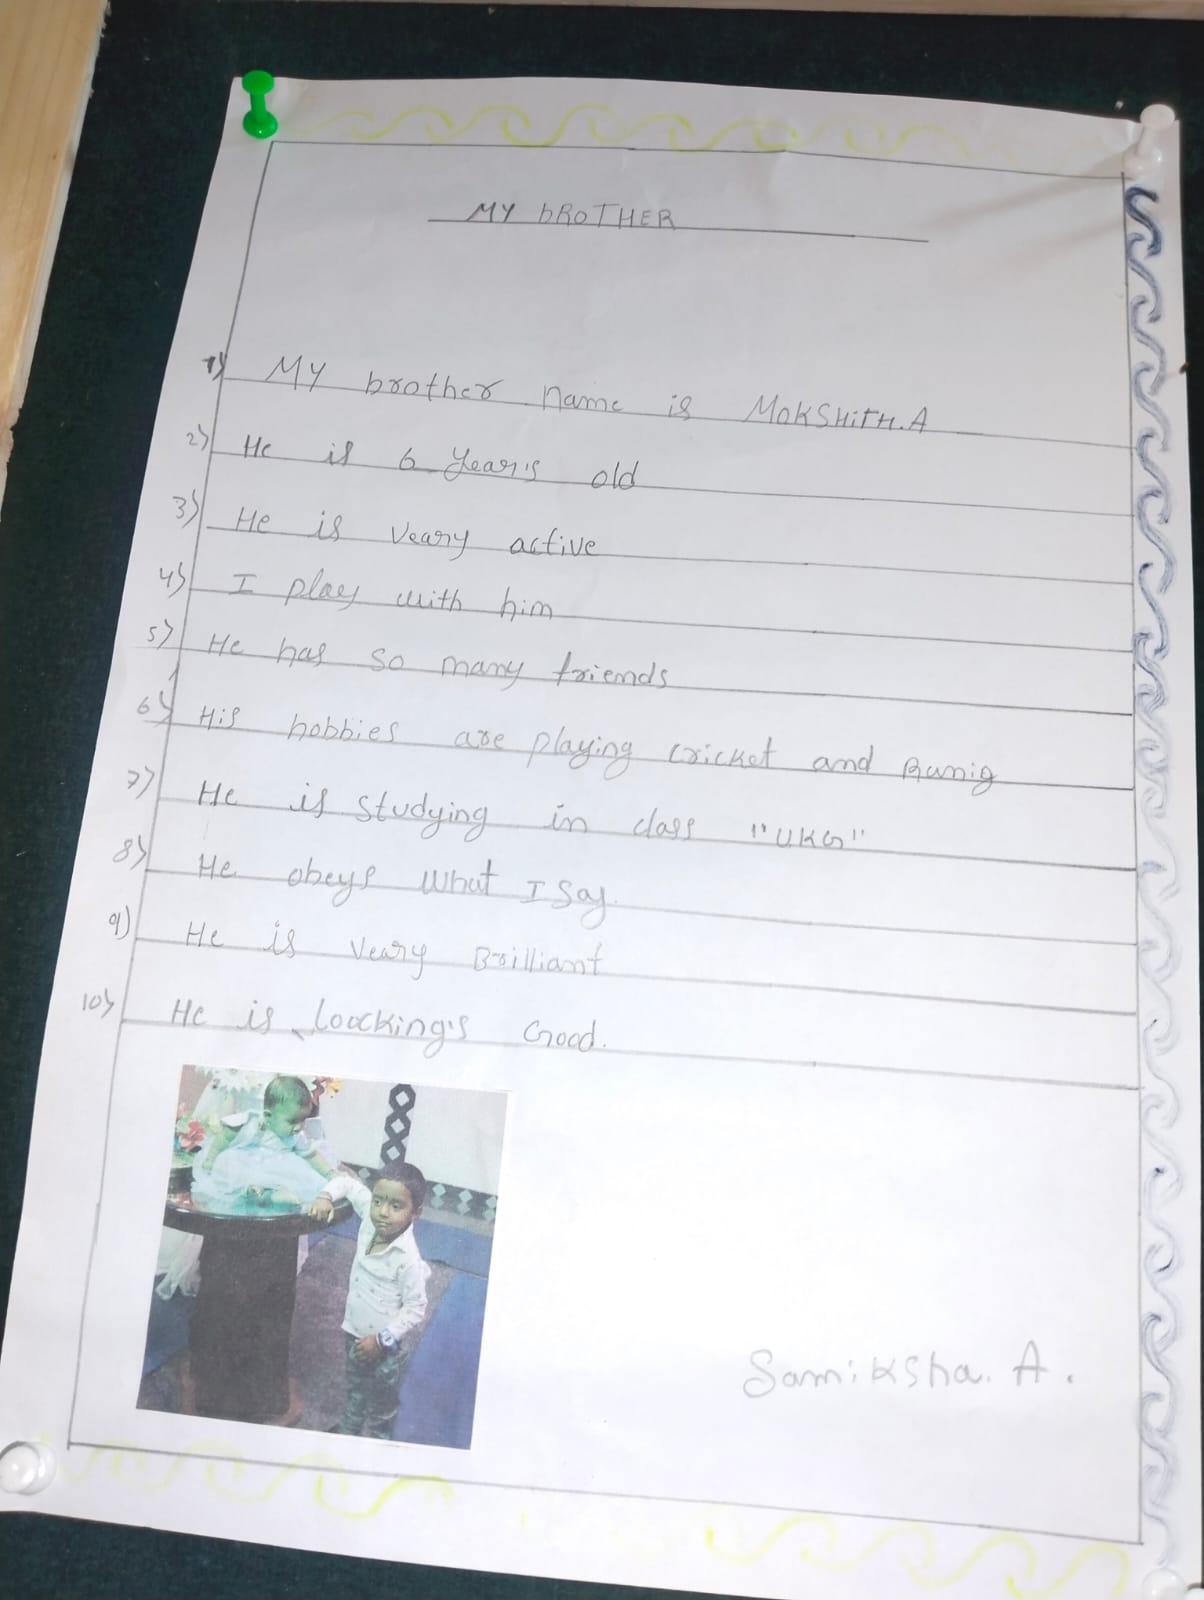 MY bROTHER
1) MY brother name is MOKSHITH.A
2) He is 6 Year's old
3) He is Veary active
4) I play with him
5) He has so many friends
6) His hobbies are playing cricket and Runig
7) He is studying in class "UKG"
8) He obeys what I Say.
9) He is veary Brilliant
10) He is loocking's Good.
Samiksha. A.